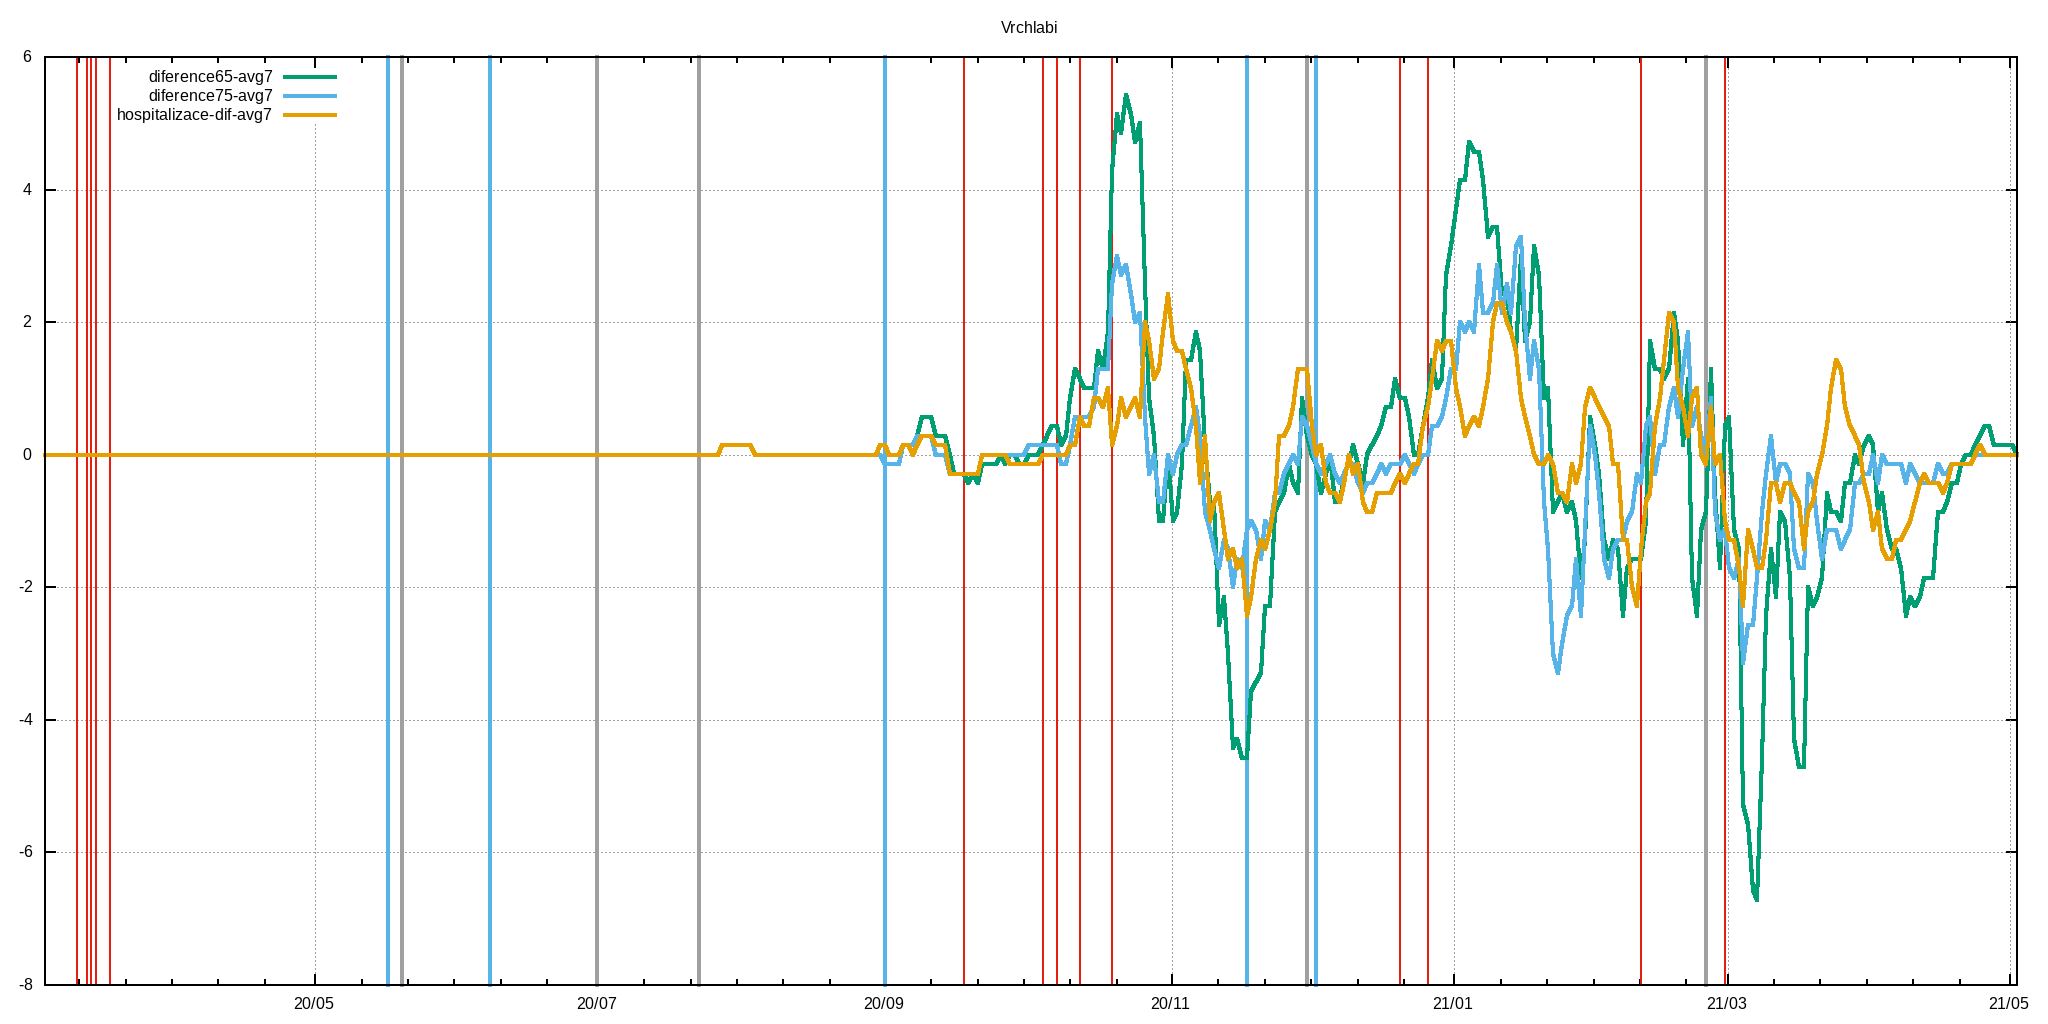 Vrchlabi
6
diference65-avg7
diference75-avg7
hospitalizace-dif-avg7
4
2
0
-2
-4
-6
-8
20/05 20/07 20/09 20/11 21/01 21/03 21/05